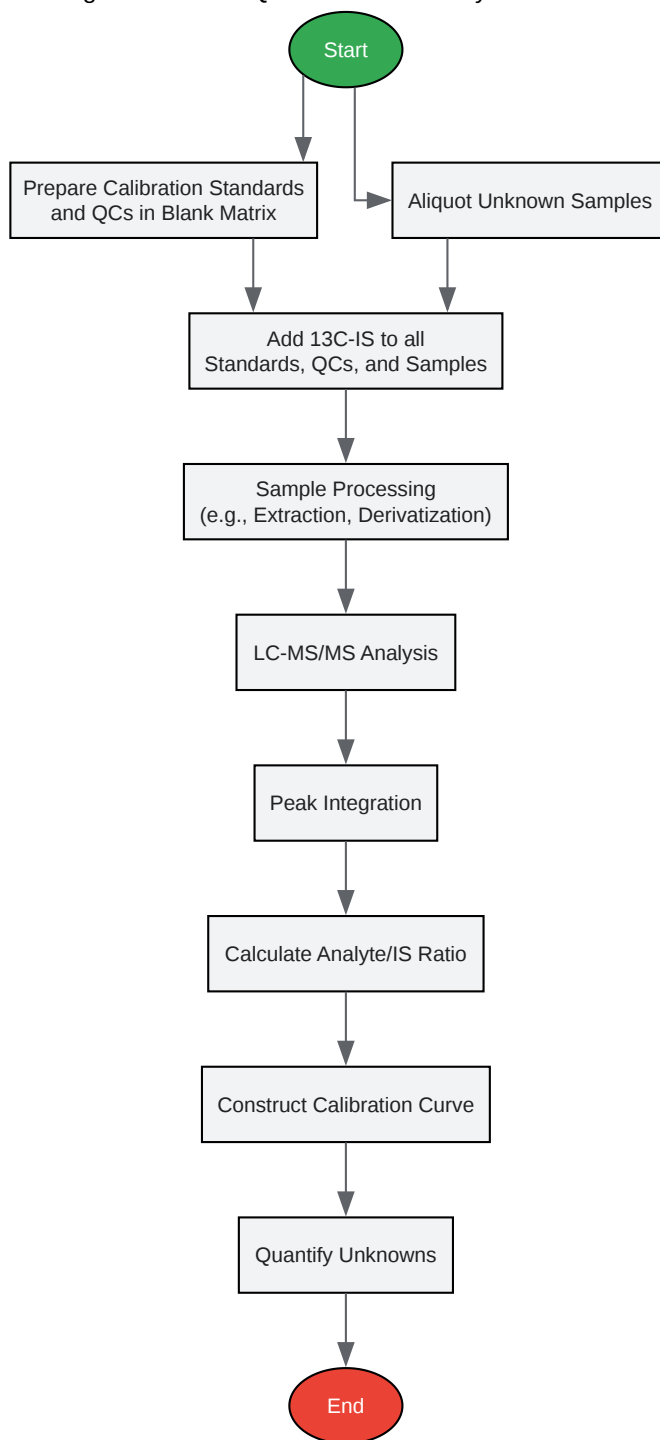 Start
Prepare Calibration Standards
and QCs in Blank Matrix
Aliquot Unknown Samples
Add 13C-IS to all
Standards, QCs, and Samples
Sample Processing
(e.g., Extraction, Derivatization)
LC-MS/MS Analysis
Peak Integration
Calculate Analyte/IS Ratio
Construct Calibration Curve
Quantify Unknowns
End